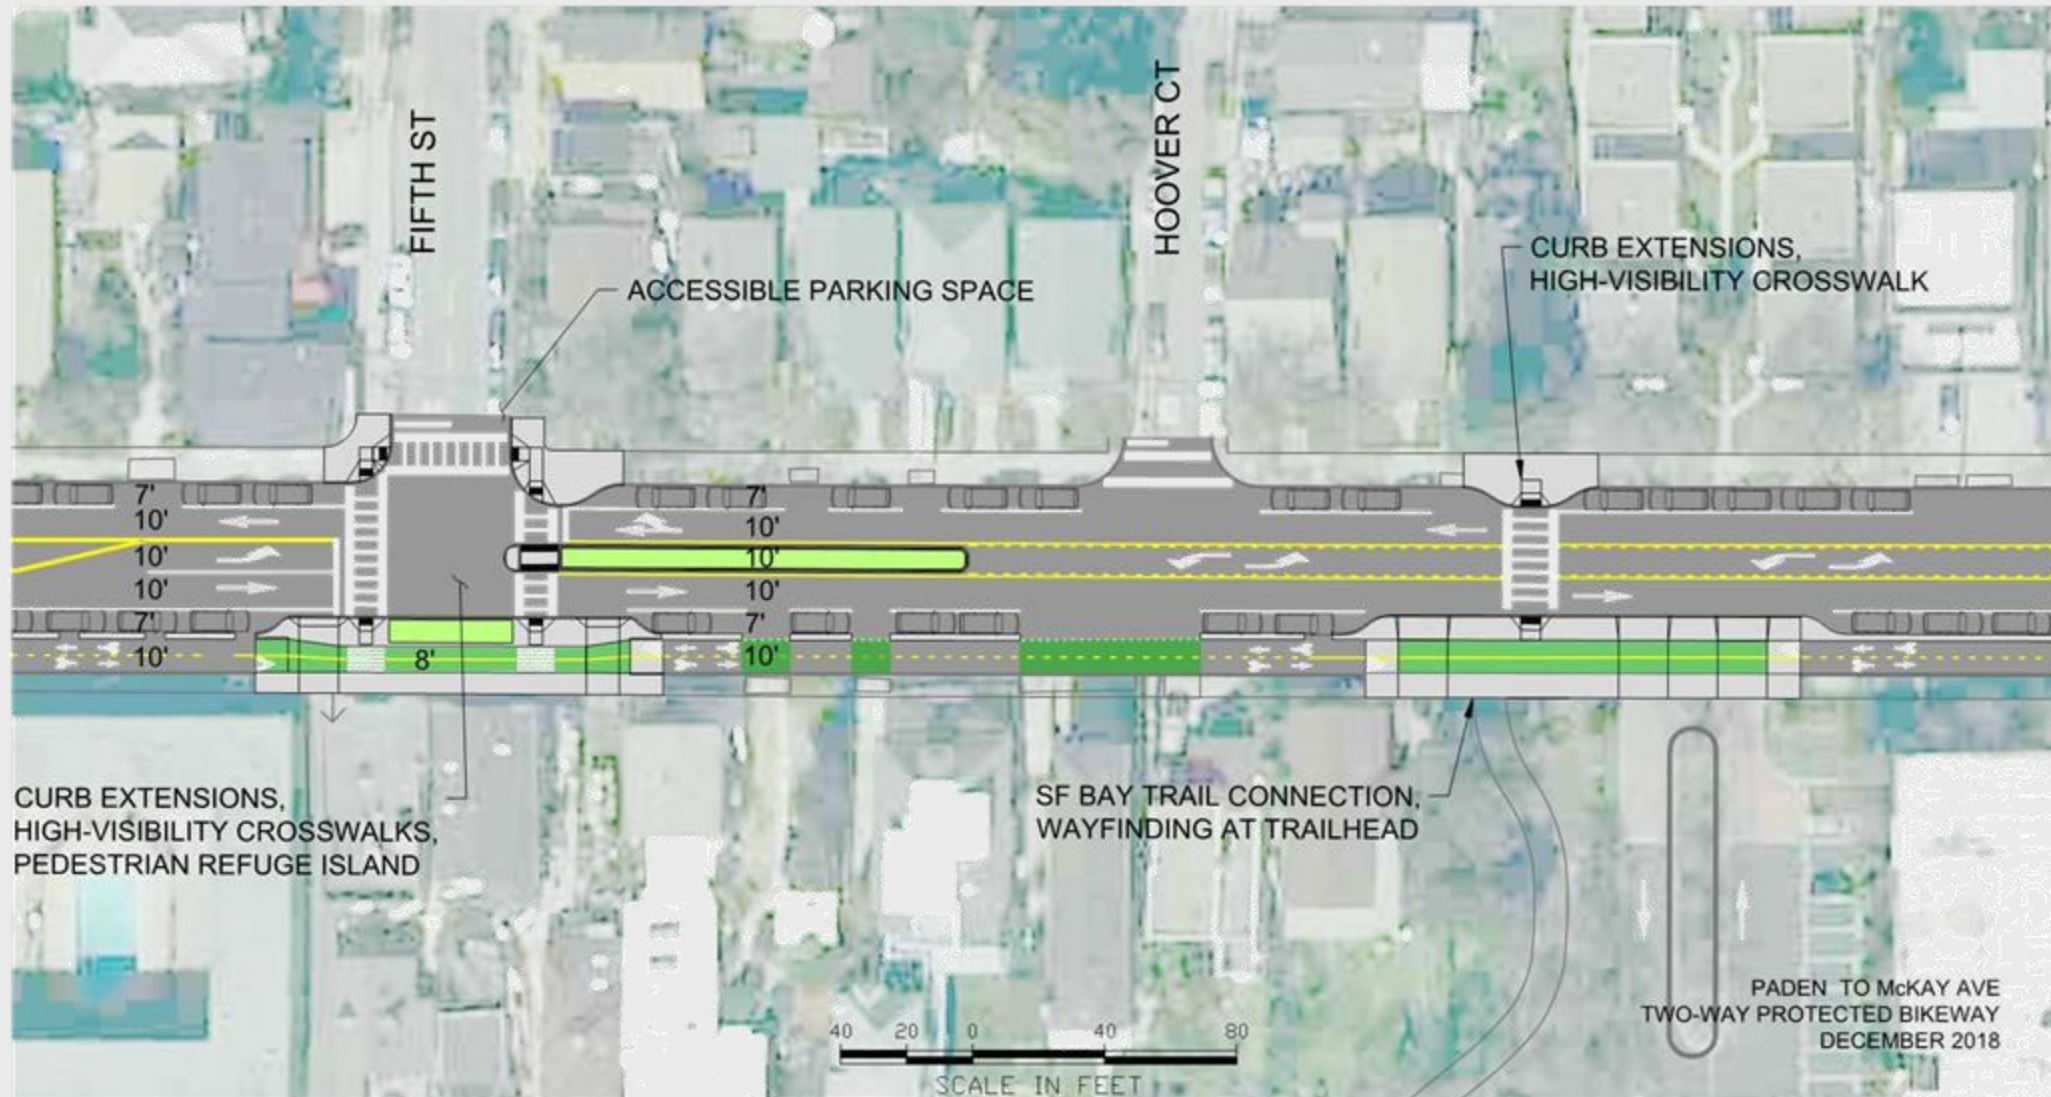 FIFTH ST
HOOVER CT
ACCESSIBLE PARKING SPACE
CURB EXTENSIONS,
HIGH-VISIBILITY CROSSWALK
7'
10'
10'
10'
7'
10'
8'
7'
10'
10'
10'
7'
10'
CURB EXTENSIONS,
HIGH-VISIBILITY CROSSWALKS,
PEDESTRIAN REFUGE ISLAND
SF BAY TRAIL CONNECTION,
WAYFINDING AT TRAILHEAD
PADEN TO McKAY AVE
TWO-WAY PROTECTED BIKEWAY
DECEMBER 2018
40 20 0 40 80
SCALE IN FEET